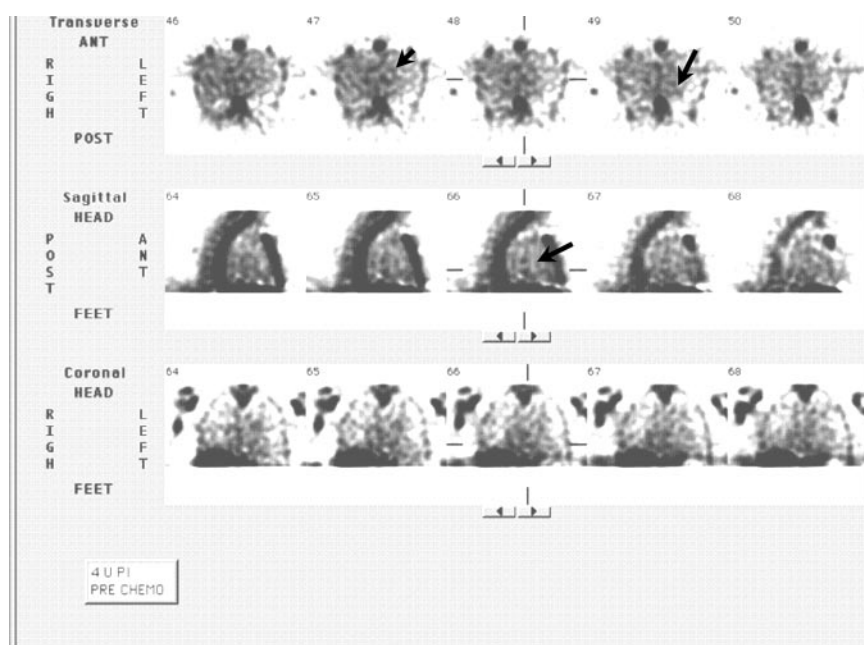 46 47 48 49 50
Transverse
ANT
R L
I E
G F
H T
POST
64 65 66 67 68
Sagittal
HEAD
P A
O N
S T
T
FEET
64 65 66 67 68
Coronal
HEAD
R L
I E
G F
H T
FEET
4 U PI
PRE CHEMO